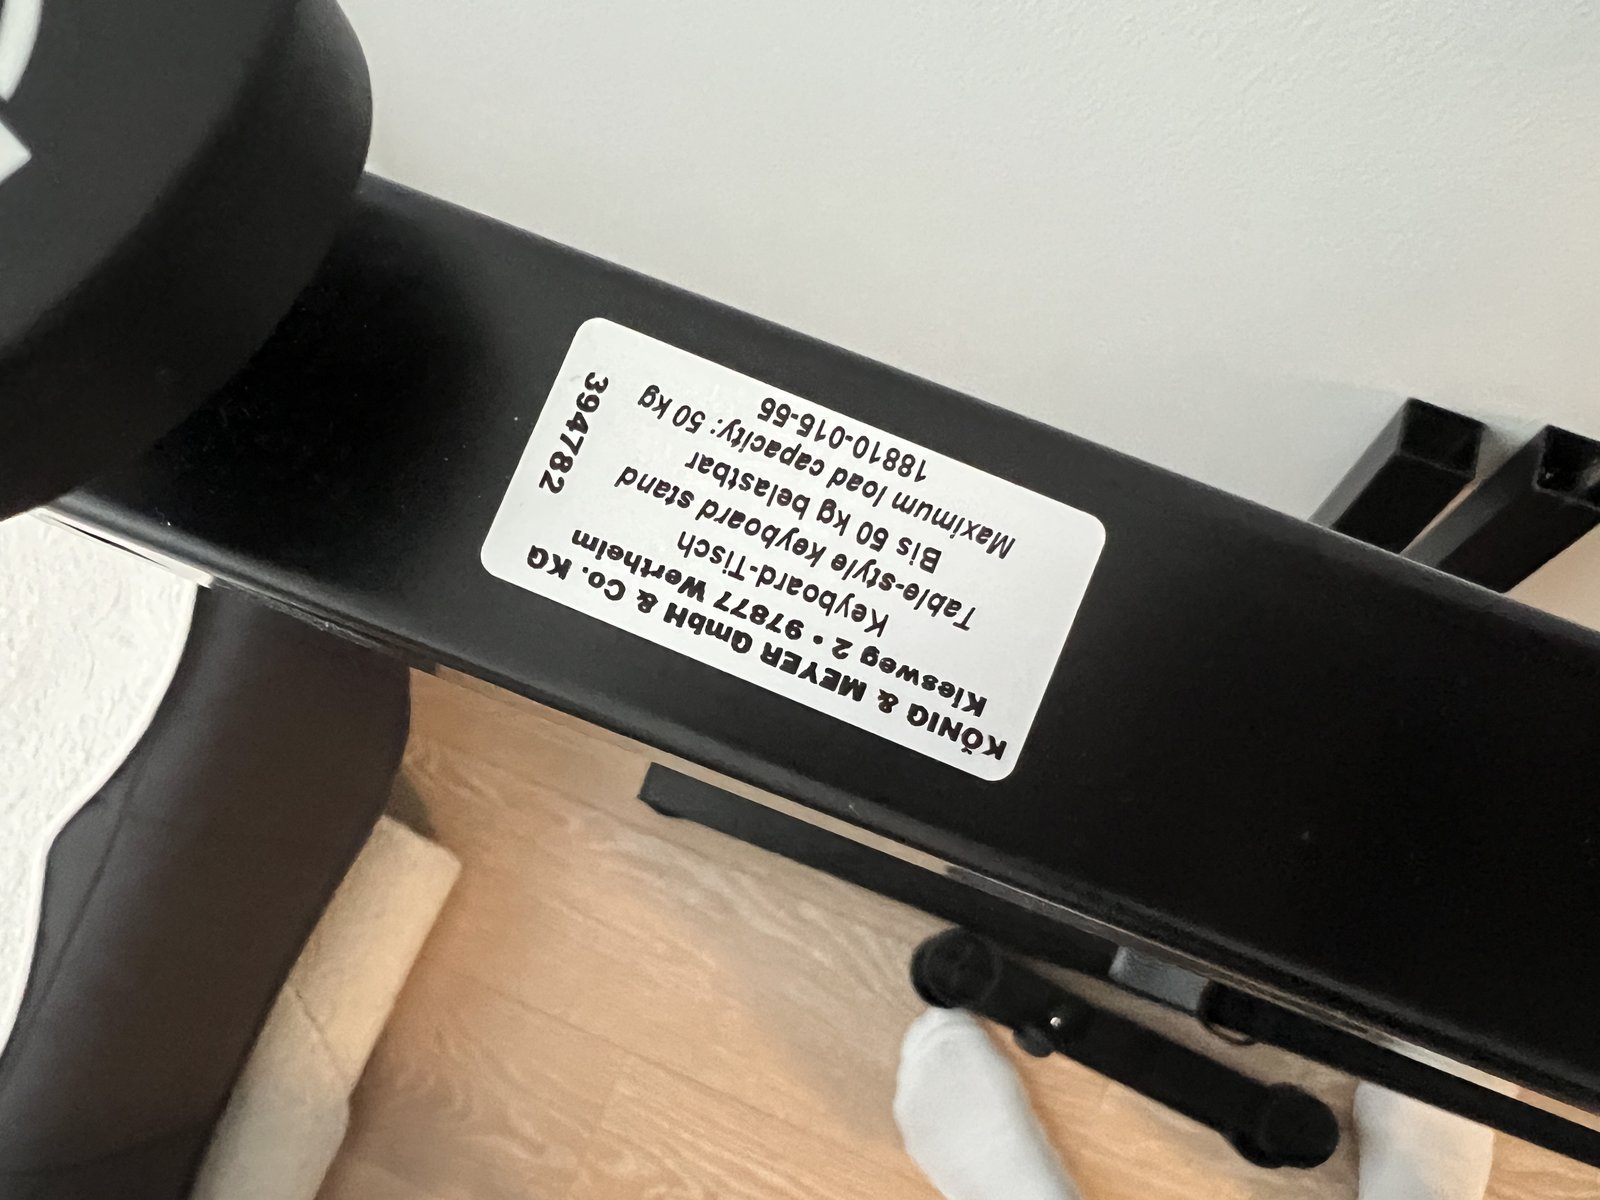 KÖNIG & MEYER GmbH & Co. KG
Kiesweg 2 • 97877 Wertheim
Keyboard-Tisch
Table-style keyboard stand
Bis 50 kg belastbar
Maximum load capacity: 50 kg
18810-015-55
394782